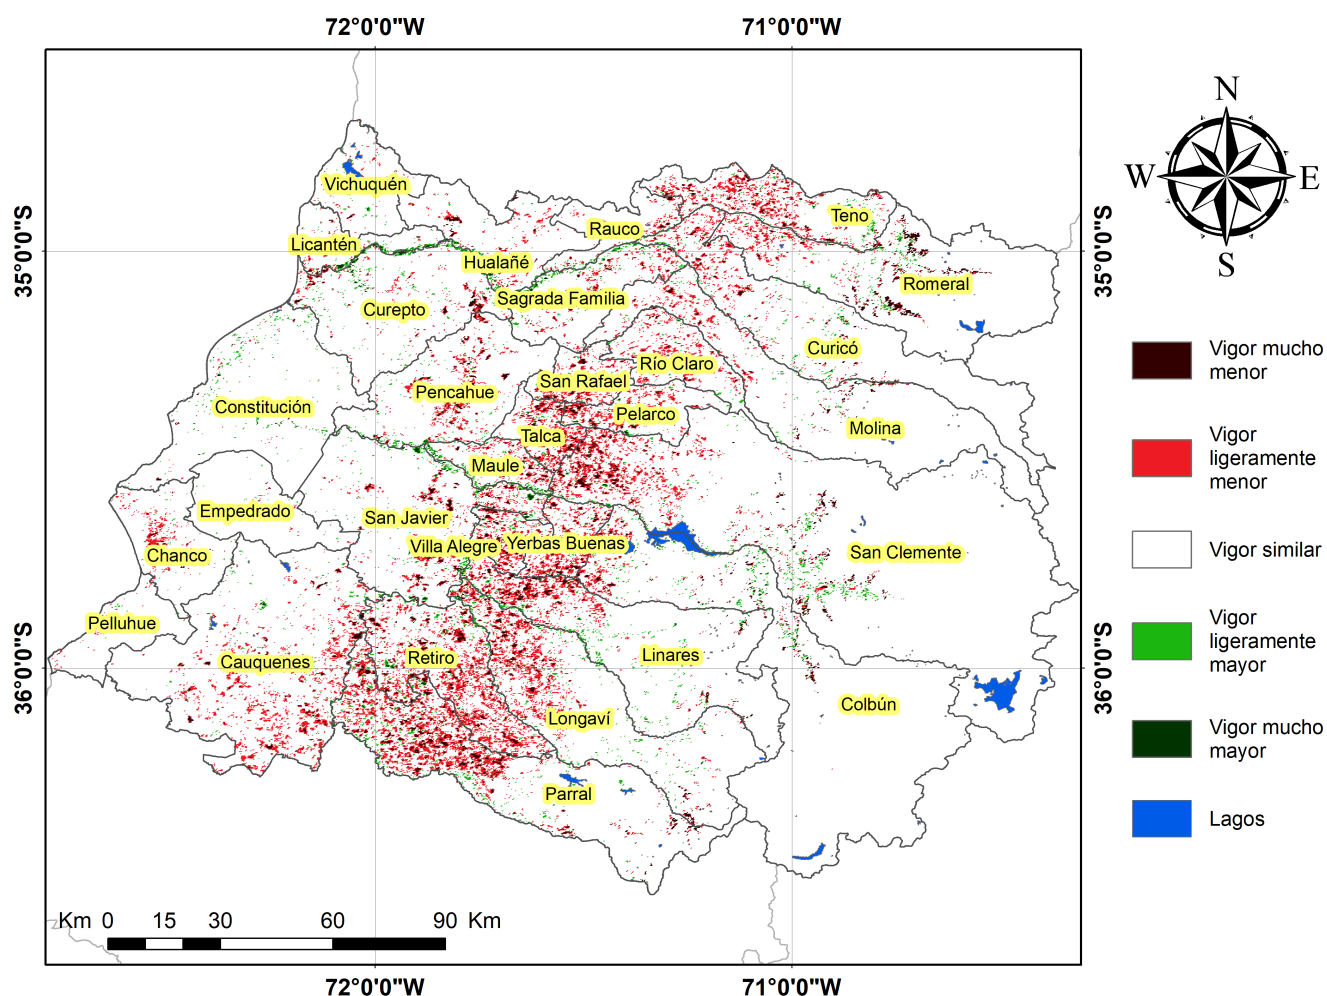 72°0'0"W
71°0'0"W
N
W
E
S
35°0'0"S
35°0'0"S
36°0'0"S
36°0'0"S
Vichuquén
Teno
Rauco
Licantén
Hualañé
Romeral
Sagrada Familia
Curepto
Curicó
Río Claro
San Rafael
Pencahue
Constitución
Pelarco
Molina
Talca
Maule
Empedrado
San Javier
Villa Alegre
Yerbas Buenas
San Clemente
Chanco
Pelluhue
Cauquenes
Retiro
Linares
Colbún
Longaví
Parral
Vigor mucho
menor
Vigor
ligeramente
menor
Vigor similar
Vigor
ligeramente
mayor
Vigor mucho
mayor
Lagos
Km 0 15 30 60 90 Km
72°0'0"W
71°0'0"W